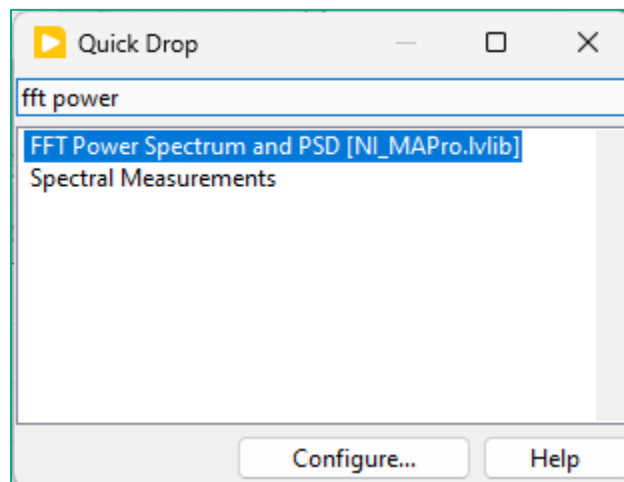 Quick Drop
fft power
FFT Power Spectrum and PSD [NI_MAPro.lvlib]
Spectral Measurements
Configure...
Help